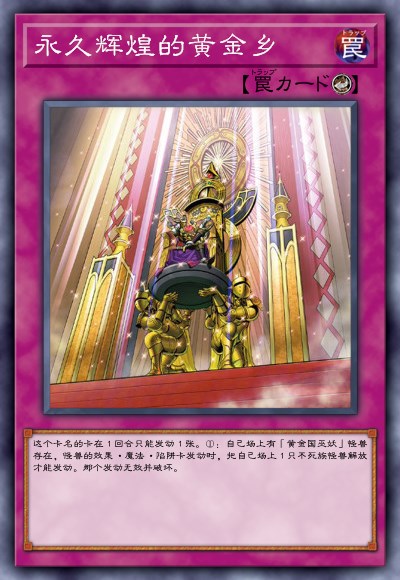 永久辉煌的黄金乡
トラップ
罠
トラップ
【罠カード】
这个卡名的卡在1回合只能发动1张。①：自己场上有「黄金国巫妖」怪兽
存在，怪兽的效果·魔法·陷阱卡发动时，把自己场上1只不死族怪兽解放
才能发动。那个发动无效并破坏。